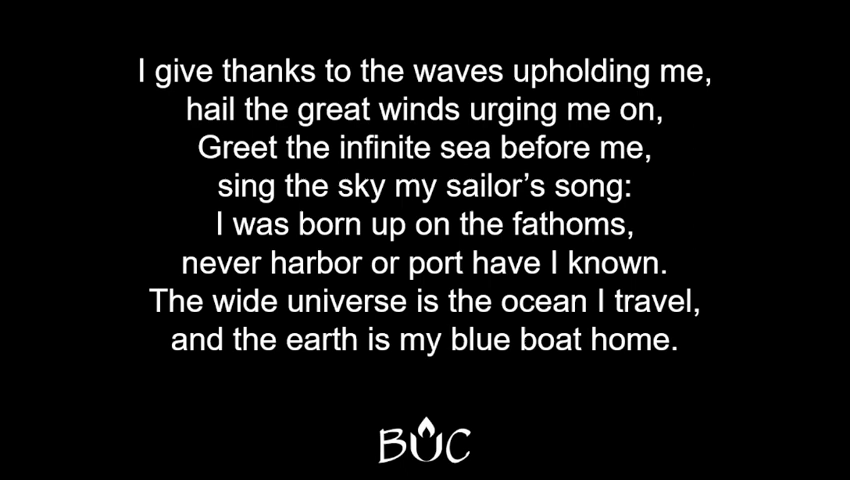 I give thanks to the waves upholding me,
hail the great winds urging me on,
Greet the infinite sea before me,
sing the sky my sailor’s song:
I was born up on the fathoms,
never harbor or port have I known.
The wide universe is the ocean I travel,
and the earth is my blue boat home.
BUC